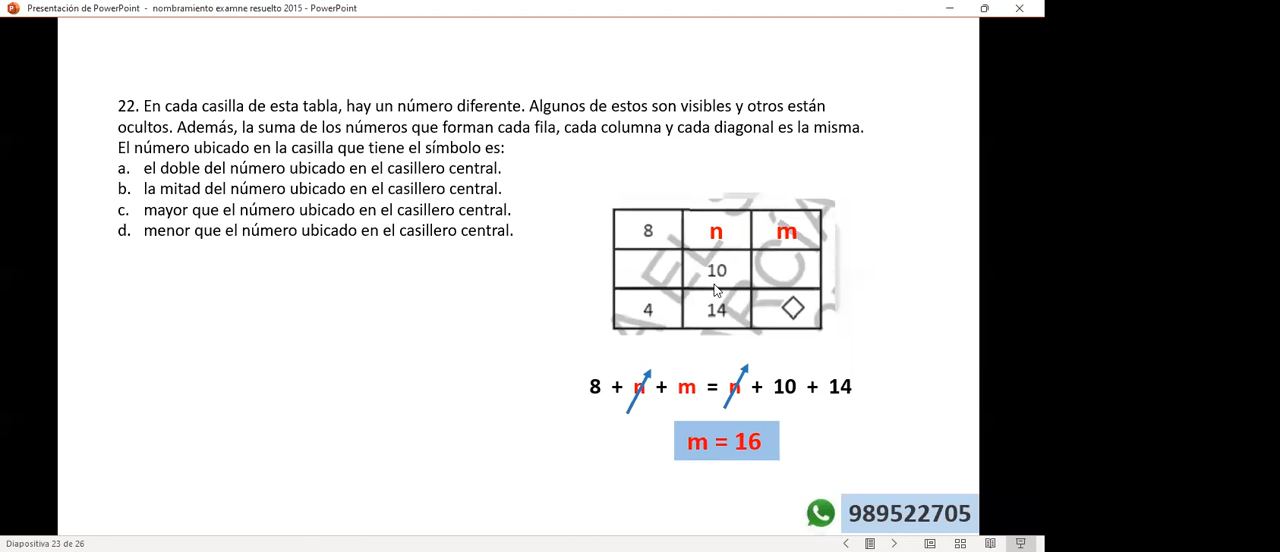 Presentación de PowerPoint - nombramiento examne resuelto 2015 - PowerPoint
22. En cada casilla de esta tabla, hay un número diferente. Algunos de estos son visibles y otros están
ocultos. Además, la suma de los números que forman cada fila, cada columna y cada diagonal es la misma.
El número ubicado en la casilla que tiene el símbolo es:
a. el doble del número ubicado en el casillero central.
b. la mitad del número ubicado en el casillero central.
c. mayor que el número ubicado en el casillero central.
d. menor que el número ubicado en el casillero central.
8 n m
10
4 14
8 + n + m = n + 10 + 14
m = 16
989522705
Diapositiva 23 de 26